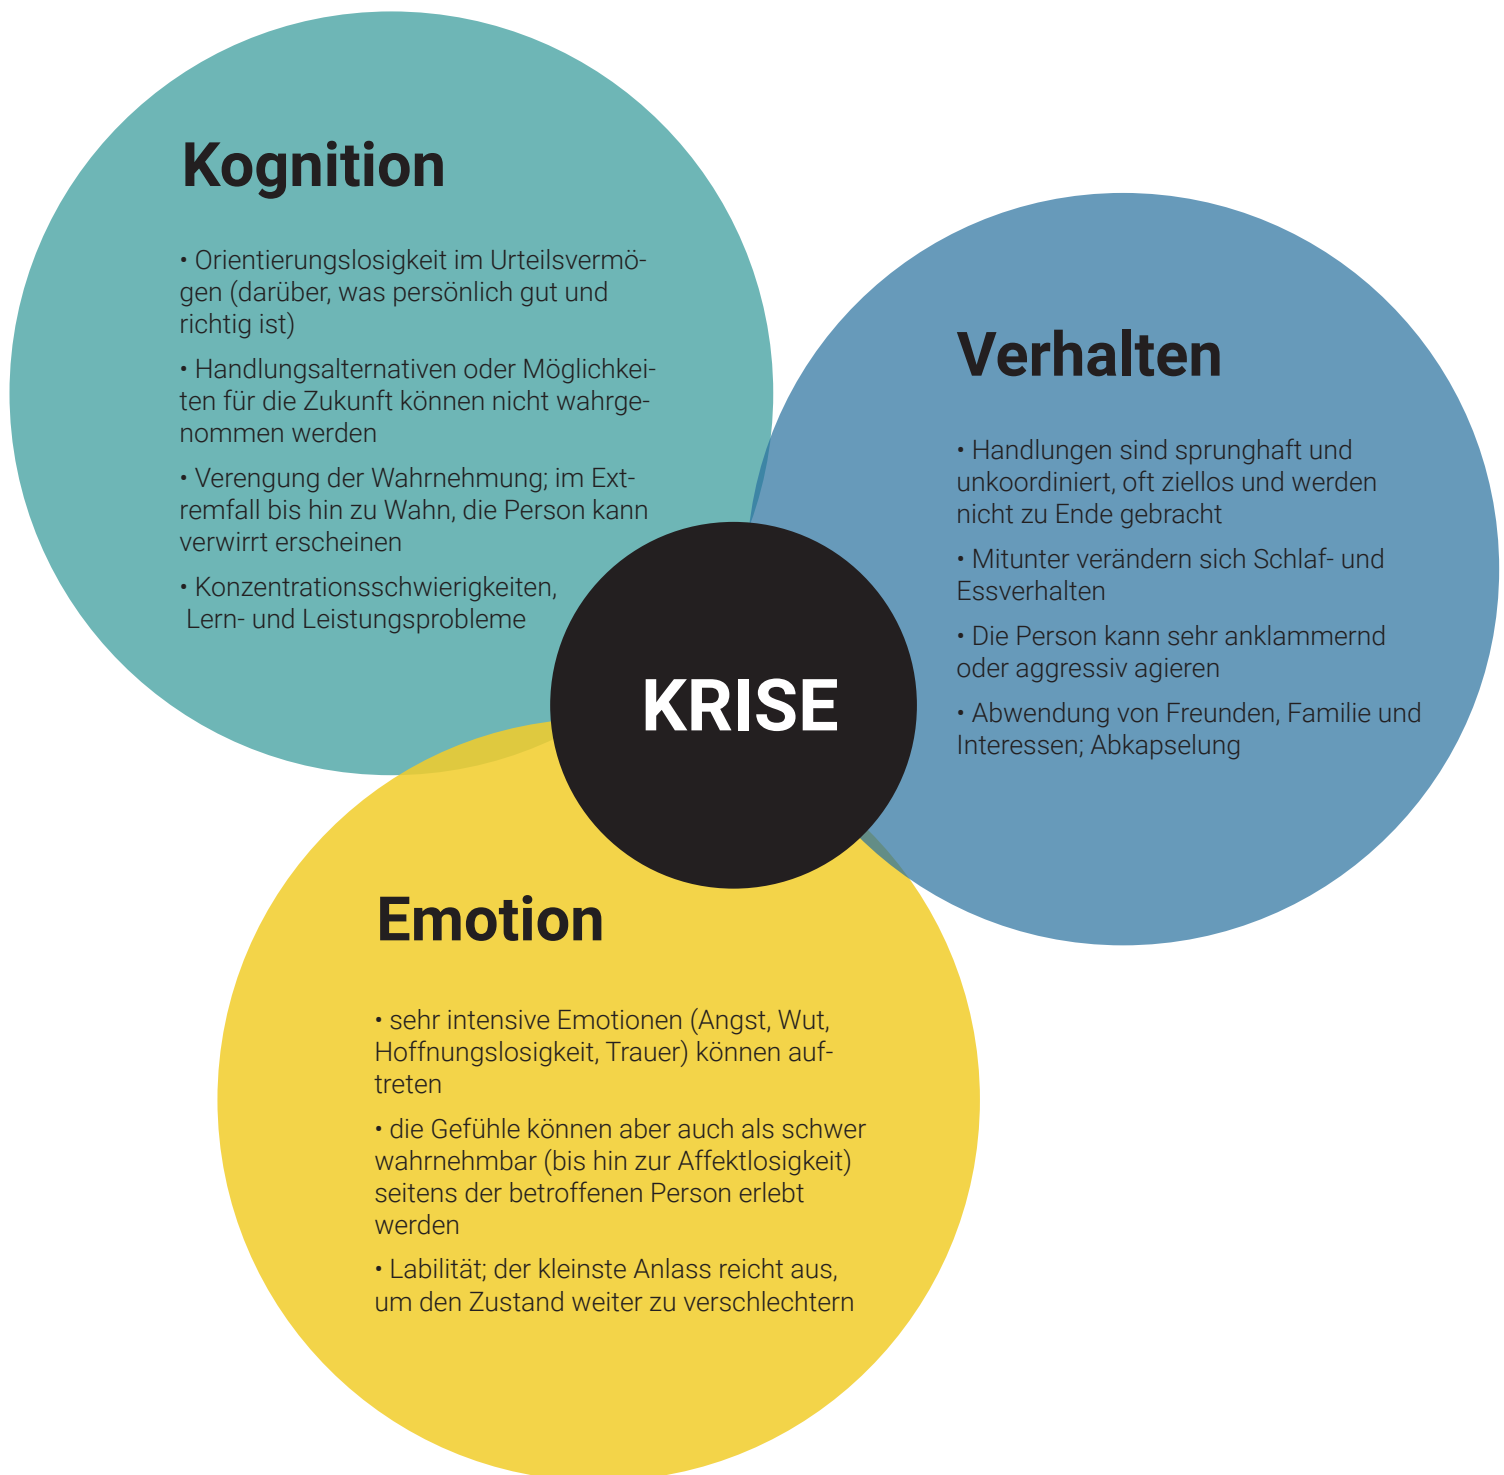 Kognition
• Orientierungslosigkeit im Urteilsvermö-
gen (darüber, was persönlich gut und
richtig ist)
• Handlungsalternativen oder Möglichkei-
ten für die Zukunft können nicht wahrge-
nommen werden
• Verengung der Wahrnehmung; im Ext-
remfall bis hin zu Wahn, die Person kann
verwirrt erscheinen
• Konzentrationsschwierigkeiten,
Lern- und Leistungsprobleme
Verhalten
• Handlungen sind sprunghaft und
unkoordiniert, oft ziellos und werden
nicht zu Ende gebracht
• Mitunter verändern sich Schlaf- und
Essverhalten
• Die Person kann sehr anklammernd
oder aggressiv agieren
• Abwendung von Freunden, Familie und
Interessen; Abkapselung
KRISE
Emotion
• sehr intensive Emotionen (Angst, Wut,
Hoffnungslosigkeit, Trauer) können auf-
treten
• die Gefühle können aber auch als schwer
wahrnehmbar (bis hin zur Affektlosigkeit)
seitens der betroffenen Person erlebt
werden
• Labilität; der kleinste Anlass reicht aus,
um den Zustand weiter zu verschlechtern